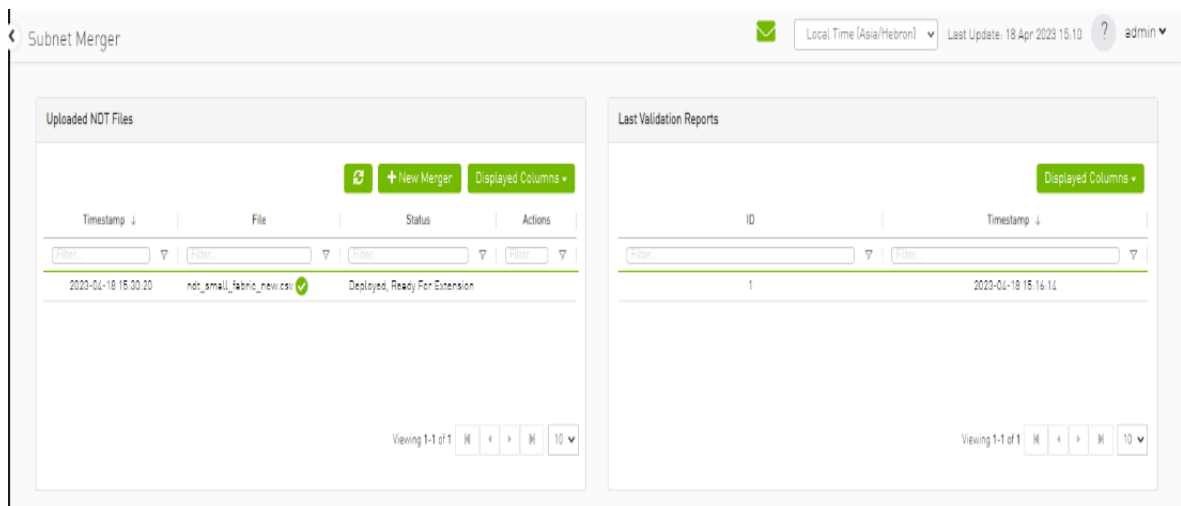 Subnet Merger
Local Time (Asia/Hebron)
Last Update: 18 Apr 2023 15:10
?
admin
Uploaded NDT Files
New Merger
Displayed Columns
Timestamp ↓ File Status Actions
Filter... Filter... Filter... Filter...
2023-04-18 15:30:20 ndt_small_fabric_new.csv Deployed, Ready For Extension
Viewing 1-1 of 1
10
Last Validation Reports
Displayed Columns
ID Timestamp ↓
Filter... Filter...
1 2023-04-18 15:16:14
Viewing 1-1 of 1
10